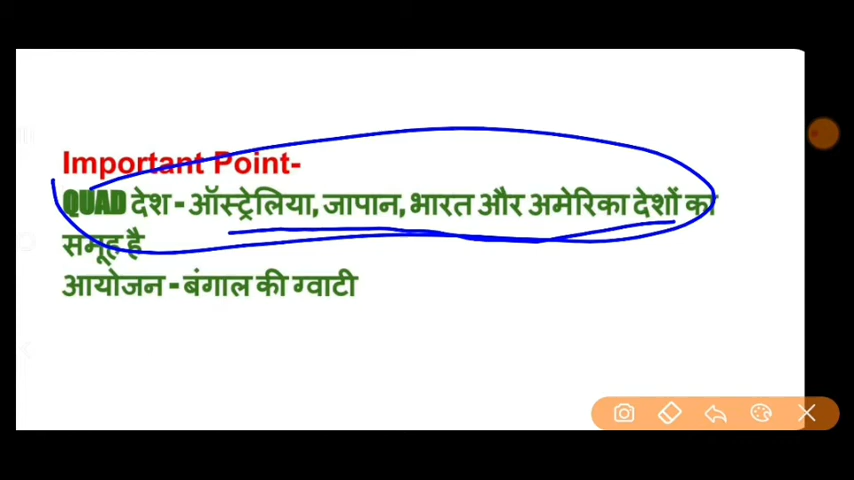 Important Point-
QUAD देश - ऑस्ट्रेलिया, जापान, भारत और अमेरिका देशों का
समूह है
आयोजन - बंगाल की ग्वाटी